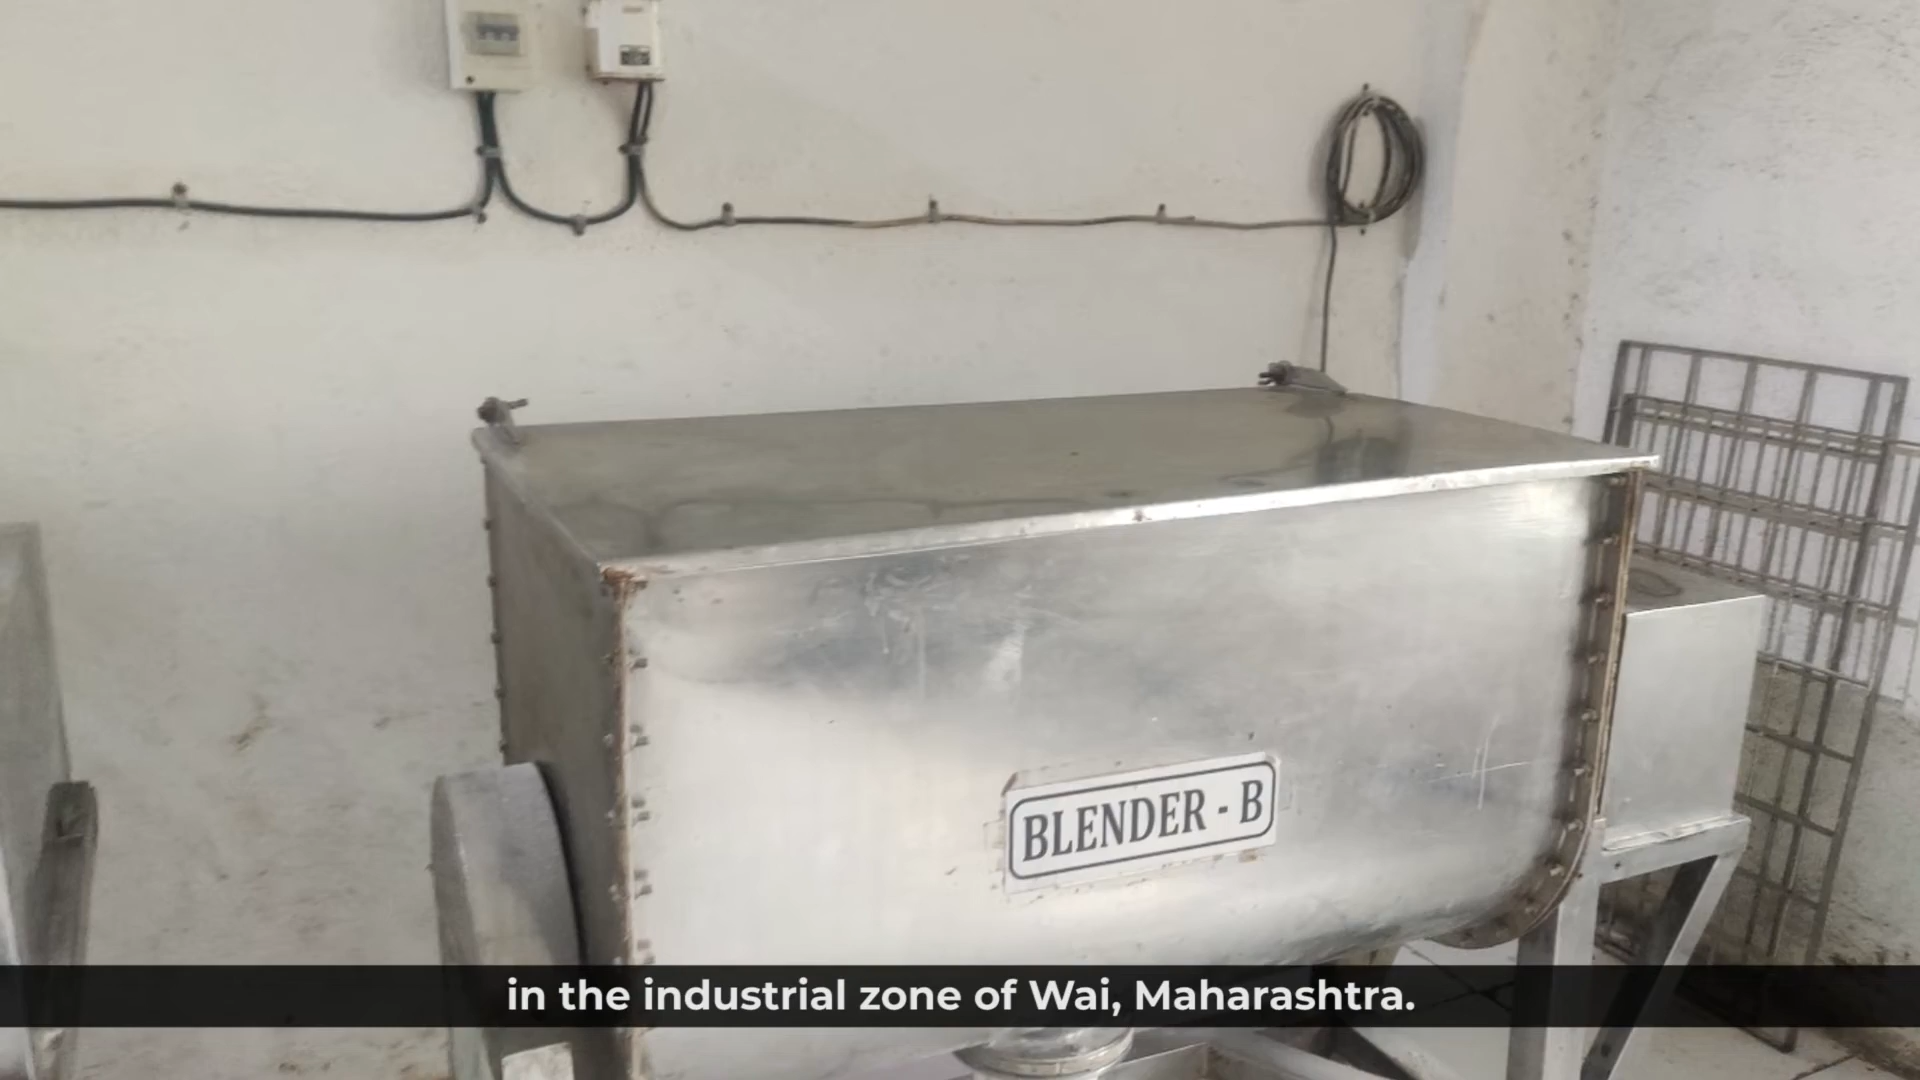 BLENDER - B
in the industrial zone of Wai, Maharashtra.